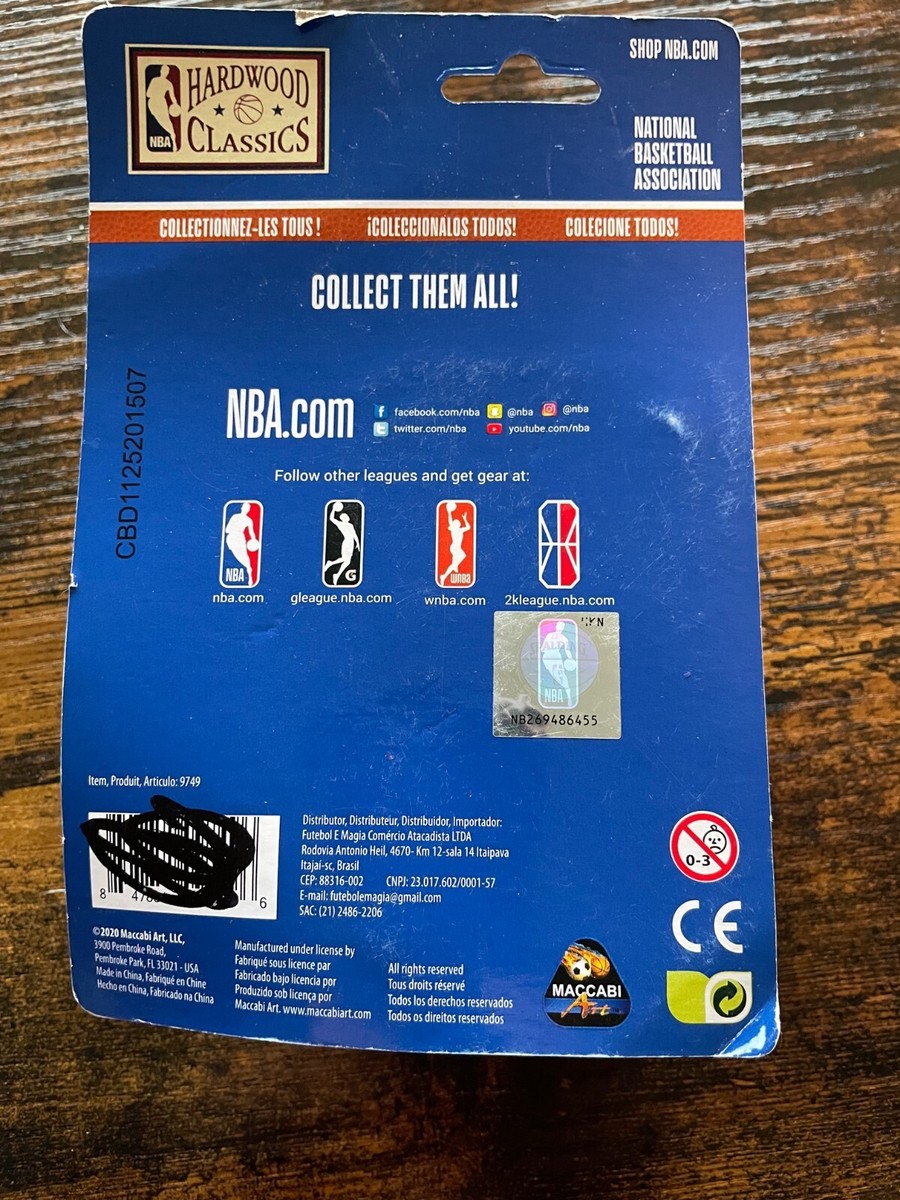 HARDWOOD
CLASSICS
NBA
SHOP NBA.COM
NATIONAL
BASKETBALL
ASSOCIATION
COLLECTIONNEZ-LES TOUS !
¡COLECCIONALOS TODOS!
COLECIONE TODOS!
COLLECT THEM ALL!
CBD1125201507
NBA.com
facebook.com/nba @nba @nba
twitter.com/nba youtube.com/nba
Follow other leagues and get gear at:
NBA
G
WNBA
nba.com gleague.nba.com wnba.com 2kleague.nba.com
NBA
NB269486455
Item, Produit, Articulo: 9749
8 6
Distributor, Distributeur, Distribuidor, Importador:
Futebol E Magia Comércio Atacadista LTDA
Rodovia Antonio Heil, 4670- Km 12-sala 14 Itaipava
Itajaí-sc, Brasil
CEP: 88316-002 CNPJ: 23.017.602/0001-57
E-mail: futebolemagia@gmail.com
SAC: (21) 2486-2206
©2020 Maccabi Art, LLC,
3900 Pembroke Road,
Pembroke Park, FL 33021 - USA
Made in China, Fabriqué en Chine
Hecho en China, Fabricado na China
Manufactured under license by
Fabriqué sous licence par
Fabricado bajo licencia por
Produzido sob licença por
Maccabi Art. www.maccabiart.com
All rights reserved
Tous droits réservé
Todos los derechos reservados
Todos os direitos reservados
MACCABI
Art
0-3
CE